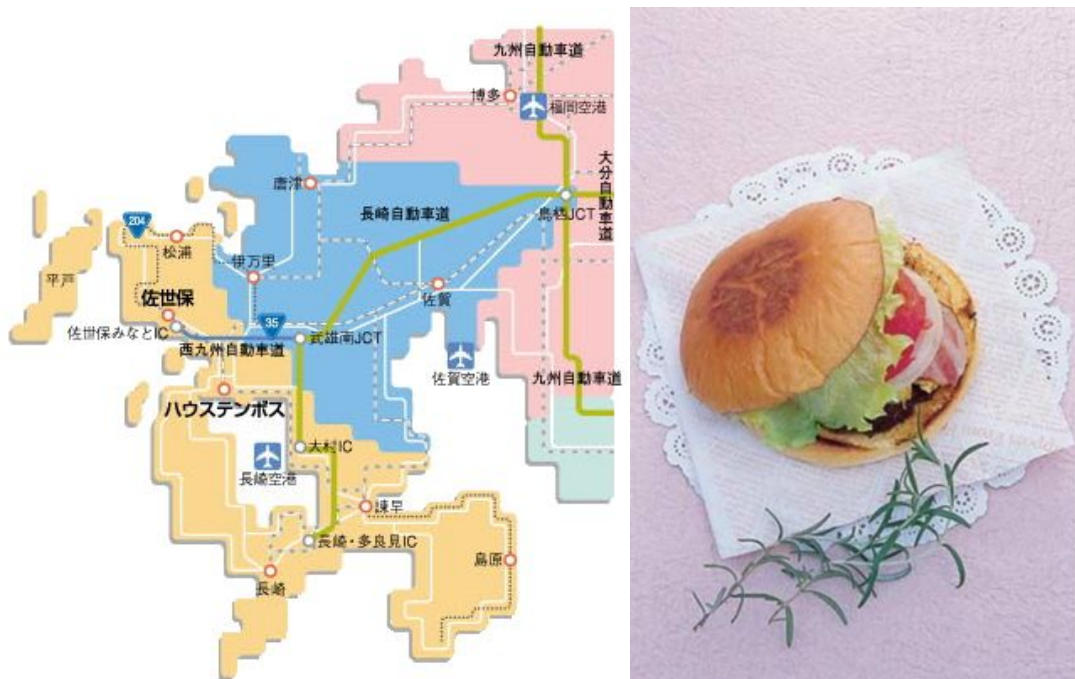 九州自動車道
博多
福岡空港
大分自動車道
唐津
長崎自動車道
鳥栖JCT
204
松浦
伊万里
平戸
佐世保
佐賀
佐世保みなとIC
35
武雄南JCT
西九州自動車道
佐賀空港
九州自動車道
ハウステンボス
大村IC
長崎空港
諫早
長崎・多良見IC
島原
長崎